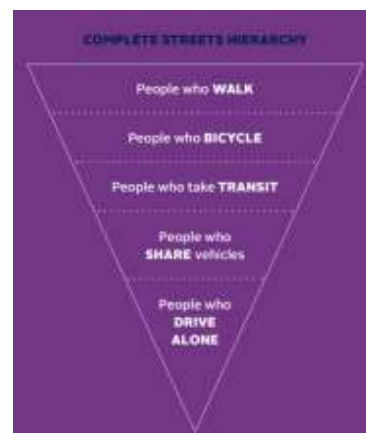 COMPLETE STREETS HIERARCHY
People who WALK
People who BICYCLE
People who take TRANSIT
People who
SHARE vehicles
People who
DRIVE
ALONE